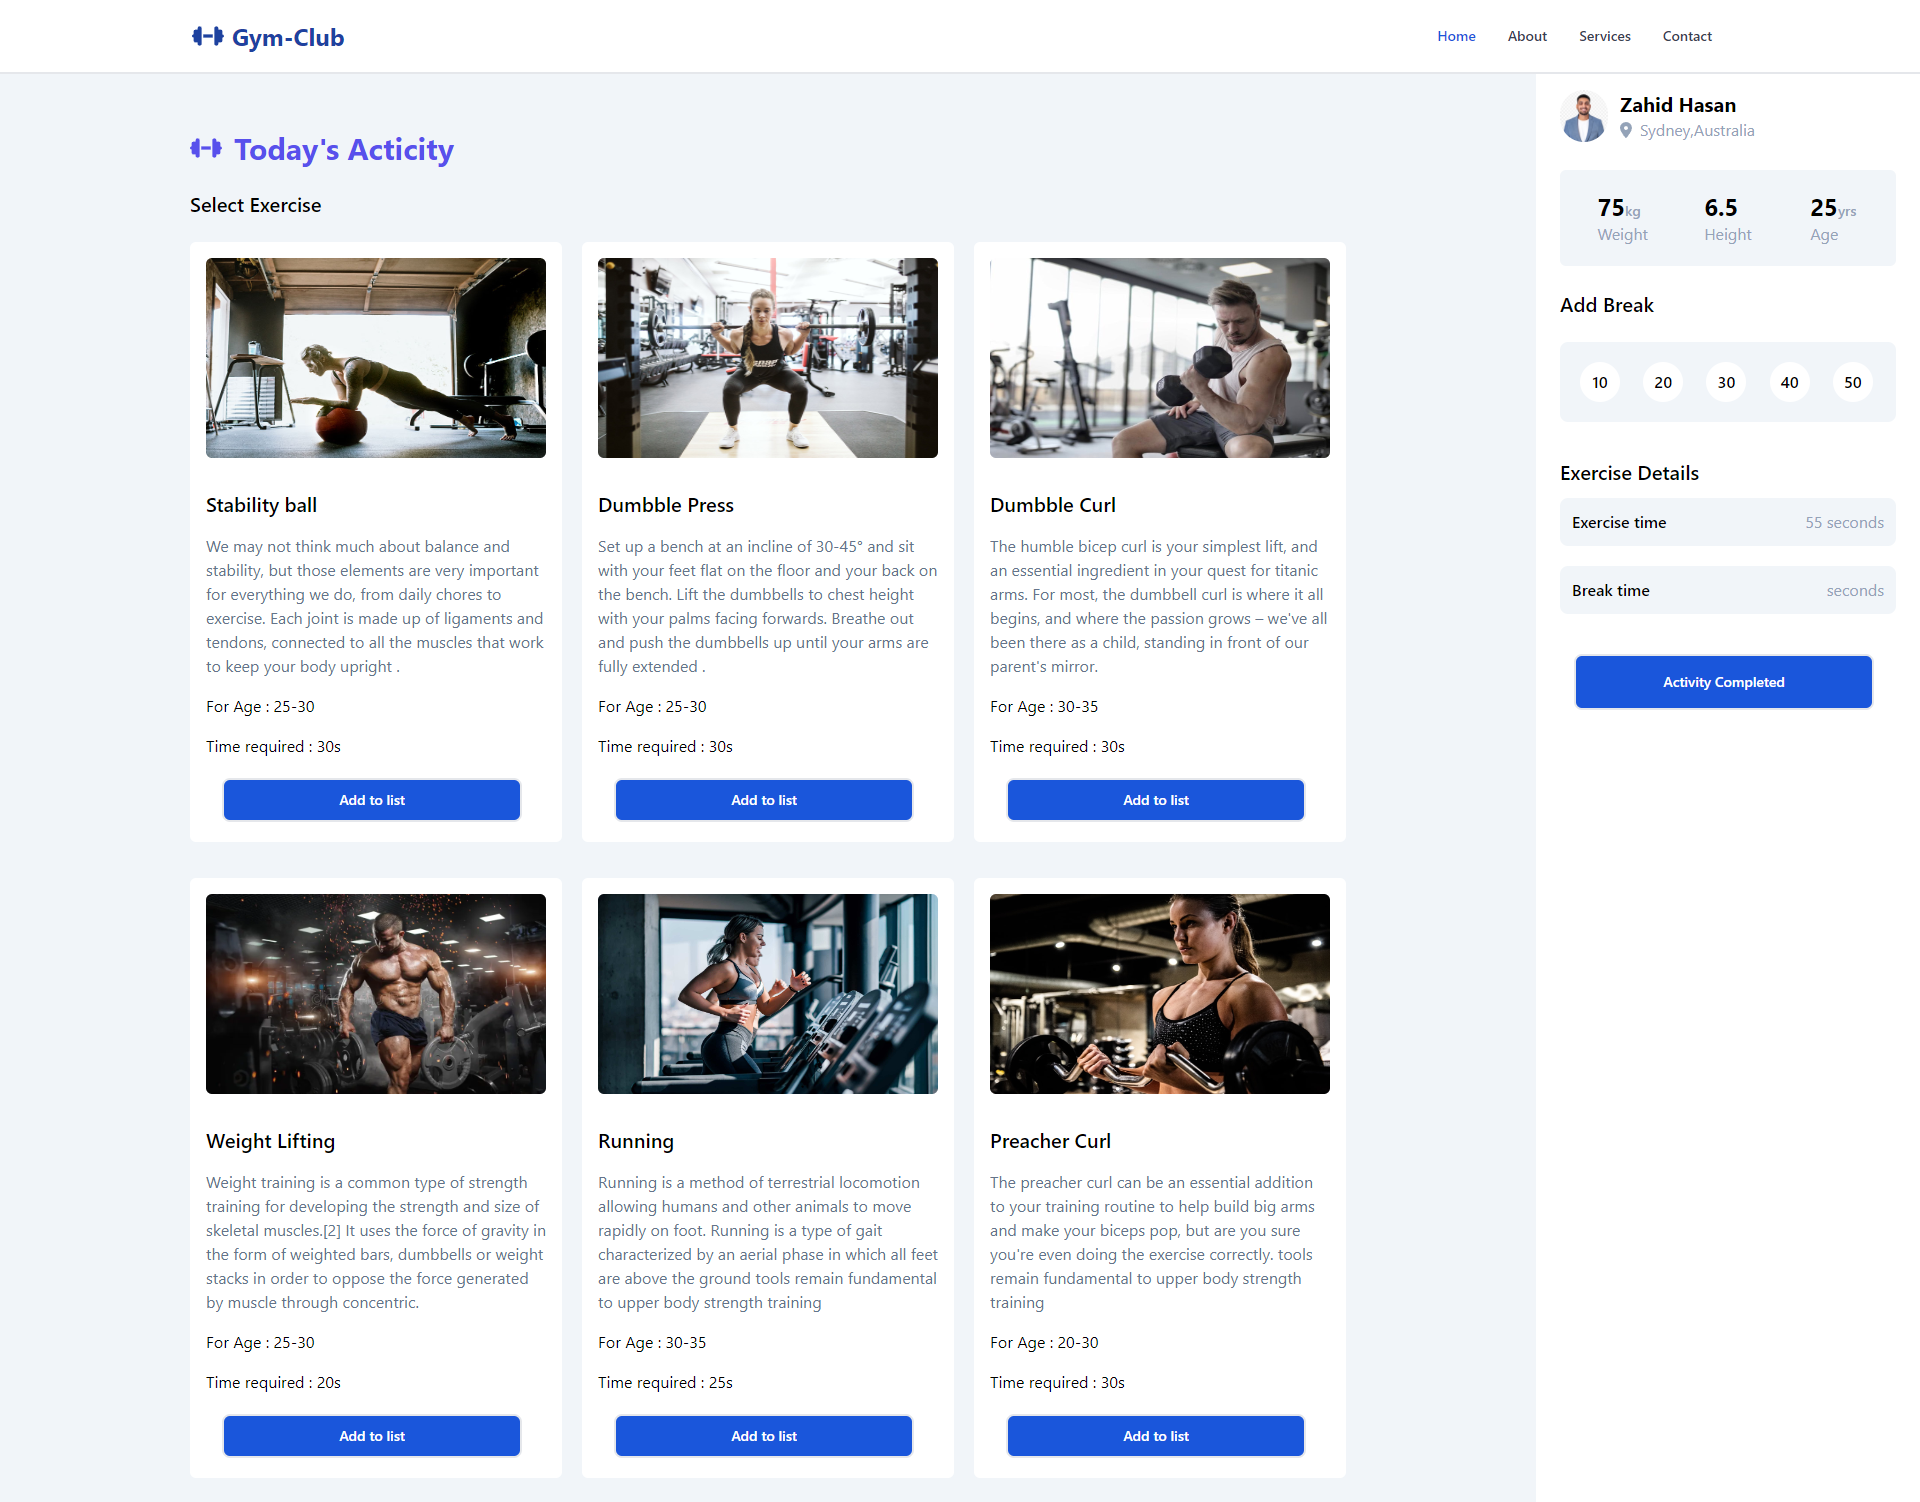 Gym-Club
Home About Services Contact
Today's Acticity
Select Exercise
Stability ball
We may not think much about balance and
stability, but those elements are very important
for everything we do, from daily chores to
exercise. Each joint is made up of ligaments and
tendons, connected to all the muscles that work
to keep your body upright .
For Age : 25-30
Time required : 30s
Add to list
Dumbble Press
Set up a bench at an incline of 30-45° and sit
with your feet flat on the floor and your back on
the bench. Lift the dumbbells to chest height
with your palms facing forwards. Breathe out
and push the dumbbells up until your arms are
fully extended .
For Age : 25-30
Time required : 30s
Add to list
Dumbble Curl
The humble bicep curl is your simplest lift, and
an essential ingredient in your quest for titanic
arms. For most, the dumbbell curl is where it all
begins, and where the passion grows – we've all
been there as a child, standing in front of our
parent's mirror.
For Age : 30-35
Time required : 30s
Add to list
Weight Lifting
Weight training is a common type of strength
training for developing the strength and size of
skeletal muscles.[2] It uses the force of gravity in
the form of weighted bars, dumbbells or weight
stacks in order to oppose the force generated
by muscle through concentric.
For Age : 25-30
Time required : 20s
Add to list
Running
Running is a method of terrestrial locomotion
allowing humans and other animals to move
rapidly on foot. Running is a type of gait
characterized by an aerial phase in which all feet
are above the ground tools remain fundamental
to upper body strength training
For Age : 30-35
Time required : 25s
Add to list
Preacher Curl
The preacher curl can be an essential addition
to your training routine to help build big arms
and make your biceps pop, but are you sure
you're even doing the exercise correctly. tools
remain fundamental to upper body strength
training
For Age : 20-30
Time required : 30s
Add to list
Zahid Hasan
Sydney,Australia
75kg 6.5 25yrs
Weight Height Age
Add Break
10 20 30 40 50
Exercise Details
Exercise time 55 seconds
Break time seconds
Activity Completed